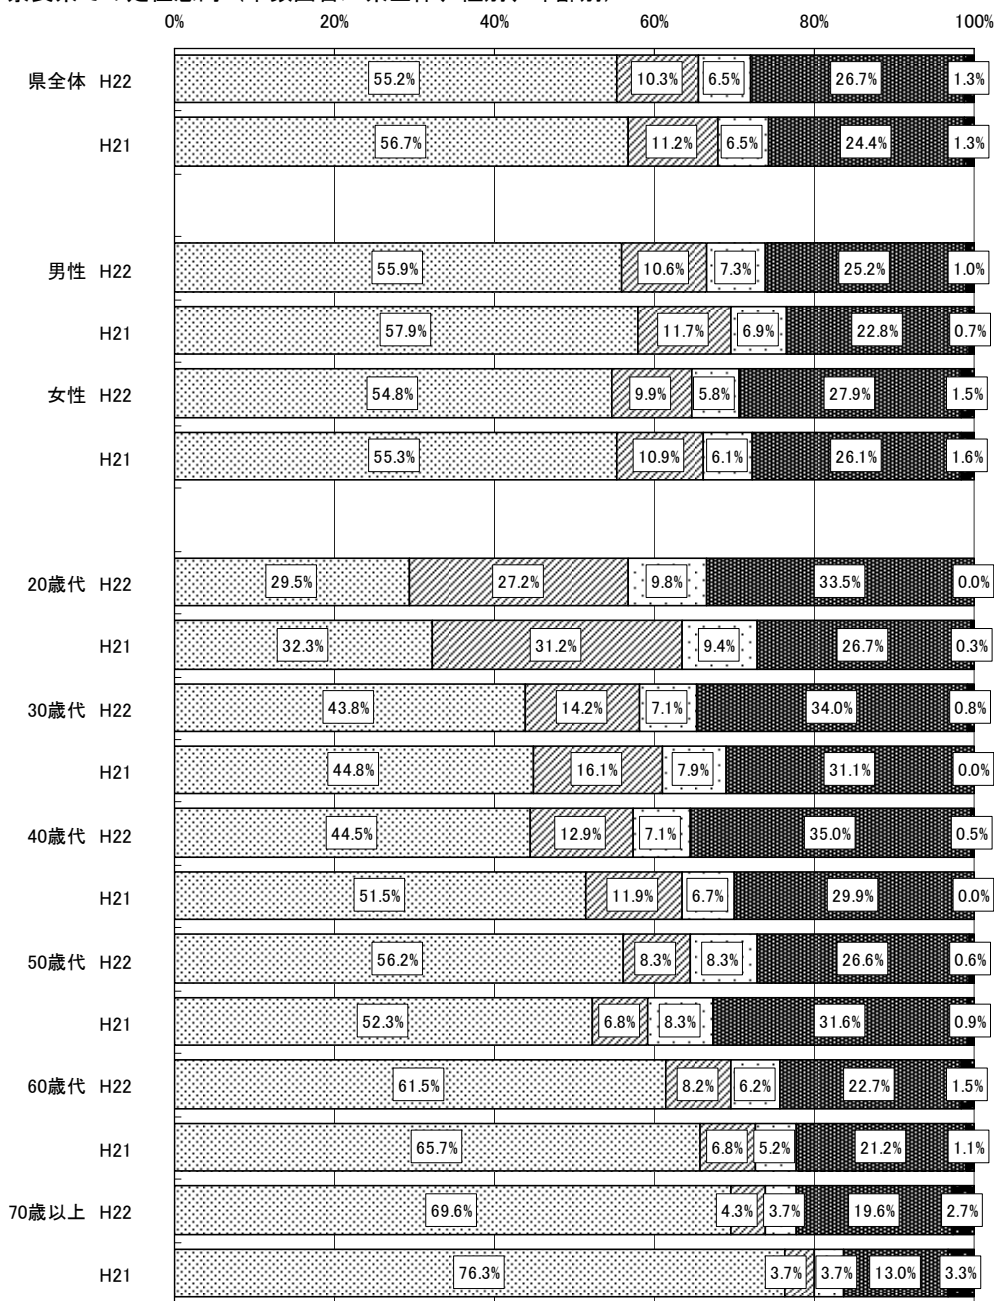 0% 20% 40% 60% 80% 100%
県全体 H22 55.2% 10.3% 6.5% 26.7% 1.3%
H21 56.7% 11.2% 6.5% 24.4% 1.3%
男性 H22 55.9% 10.6% 7.3% 25.2% 1.0%
H21 57.9% 11.7% 6.9% 22.8% 0.7%
女性 H22 54.8% 9.9% 5.8% 27.9% 1.5%
H21 55.3% 10.9% 6.1% 26.1% 1.6%
20歳代 H22 29.5% 27.2% 9.8% 33.5% 0.0%
H21 32.3% 31.2% 9.4% 26.7% 0.3%
30歳代 H22 43.8% 14.2% 7.1% 34.0% 0.8%
H21 44.8% 16.1% 7.9% 31.1% 0.0%
40歳代 H22 44.5% 12.9% 7.1% 35.0% 0.5%
H21 51.5% 11.9% 6.7% 29.9% 0.0%
50歳代 H22 56.2% 8.3% 8.3% 26.6% 0.6%
H21 52.3% 6.8% 8.3% 31.6% 0.9%
60歳代 H22 61.5% 8.2% 6.2% 22.7% 1.5%
H21 65.7% 6.8% 5.2% 21.2% 1.1%
70歳以上 H22 69.6% 4.3% 3.7% 19.6% 2.7%
H21 76.3% 3.7% 3.7% 13.0% 3.3%